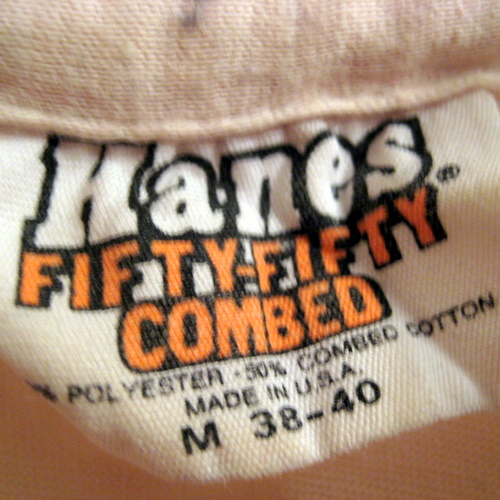 Hanes®
FIFTY-FIFTY
COMBED
% POLYESTER - 50% COMBED COTTON
MADE IN U.S.A.
M 38-40